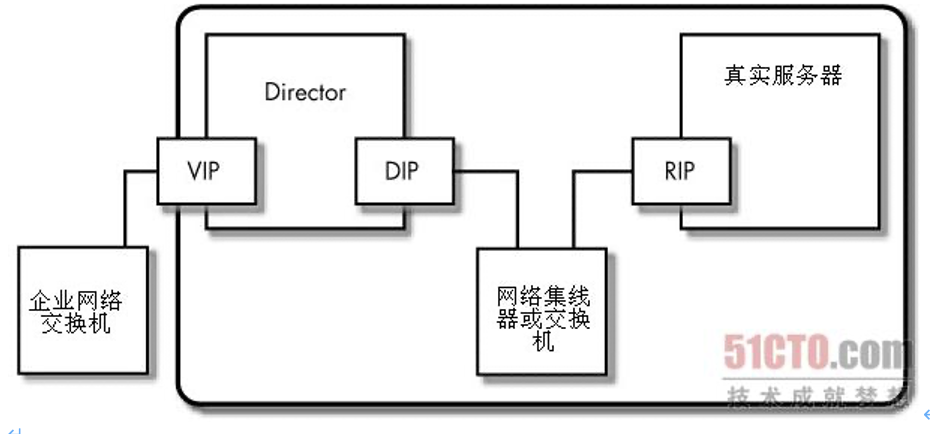 Director
真实服务器
VIP
DIP
RIP
企业网络
交换机
网络集线
器或交换
机
51CTO.com
技术成就梦想